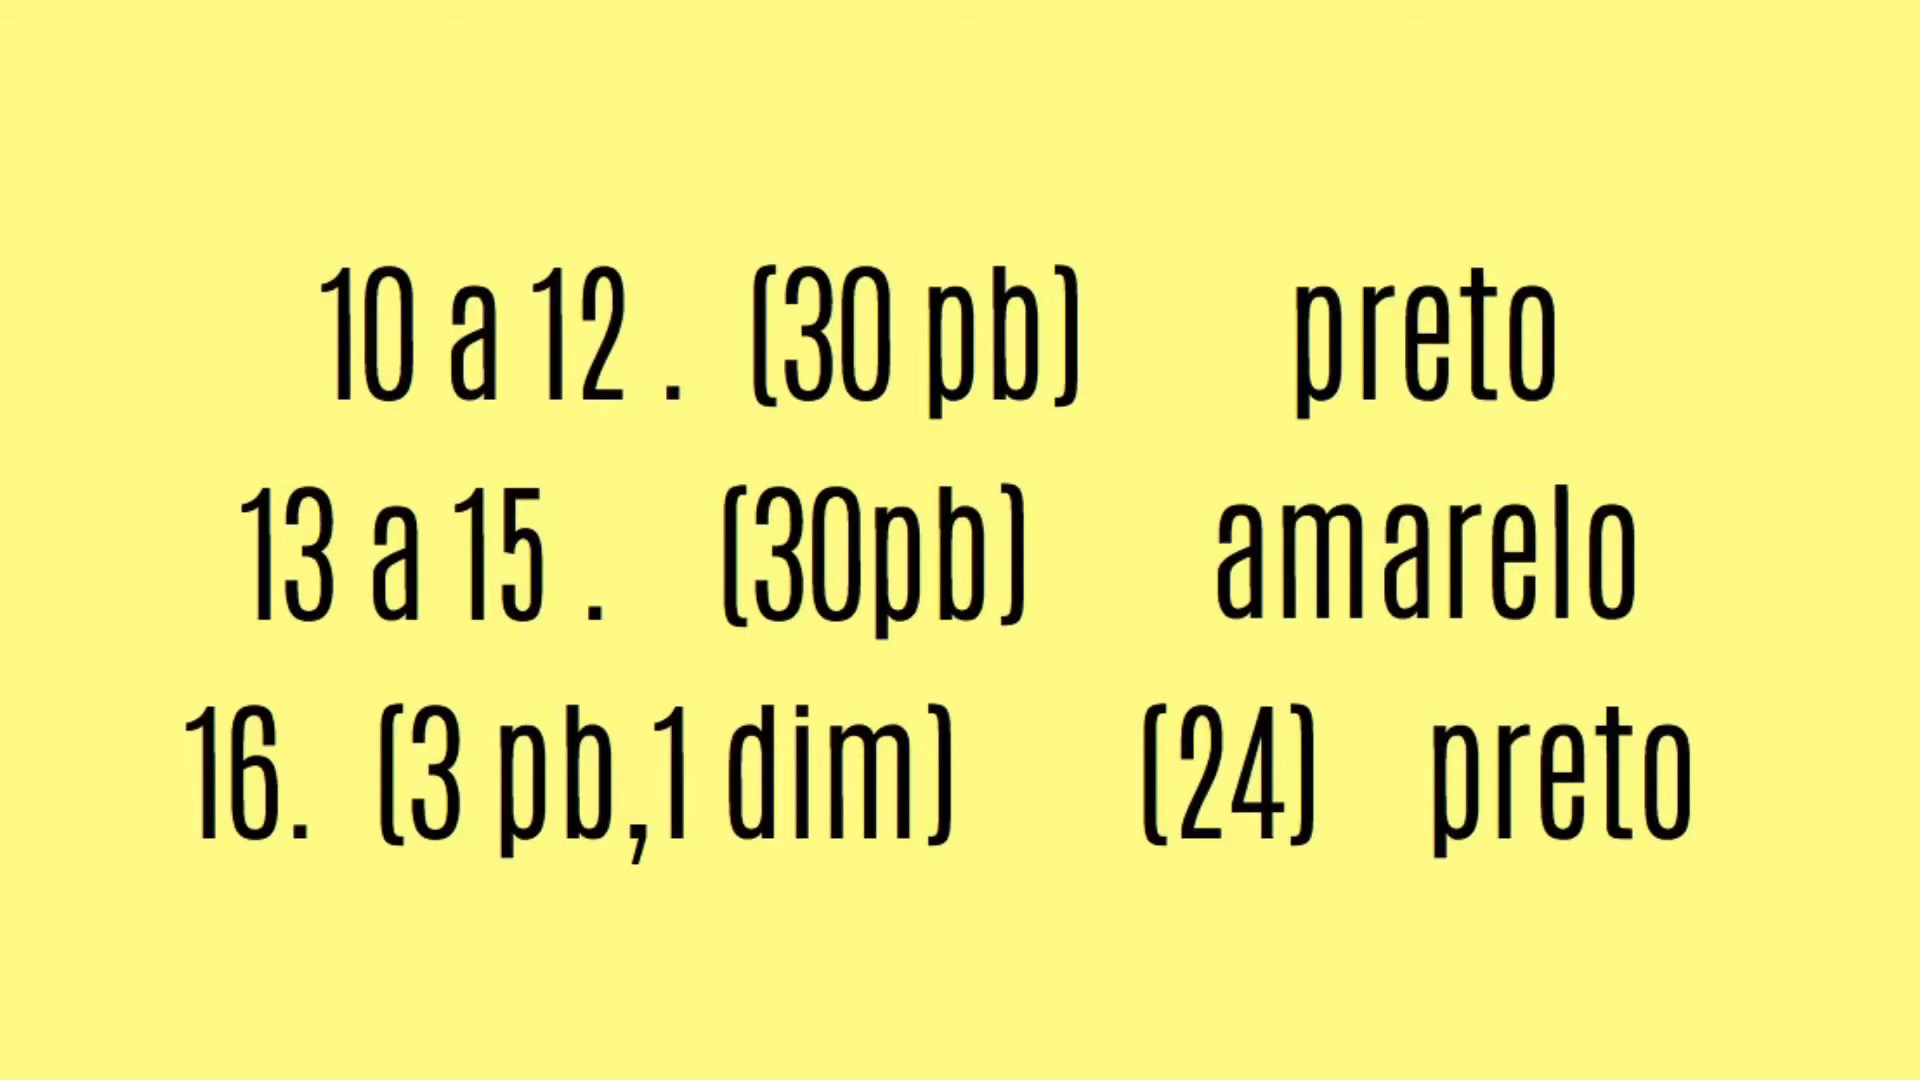 10 a 12 . (30 pb) preto
13 a 15 . (30pb) amarelo
16. (3 pb,1 dim) (24) preto